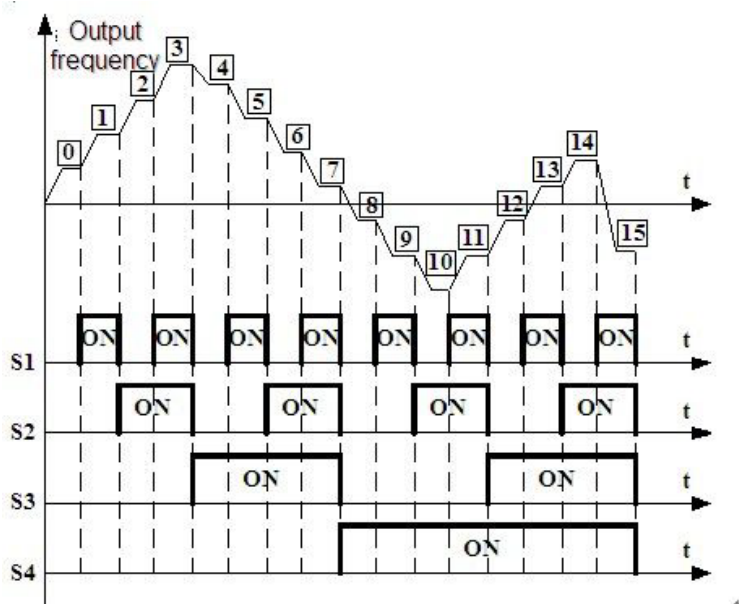 Output
frequency
0
1
2
3
4
5
6
7
8
9
10
11
12
13
14
15
t
S1 ON ON ON ON ON ON ON ON t
S2 ON ON ON ON t
S3 ON ON t
S4 ON t